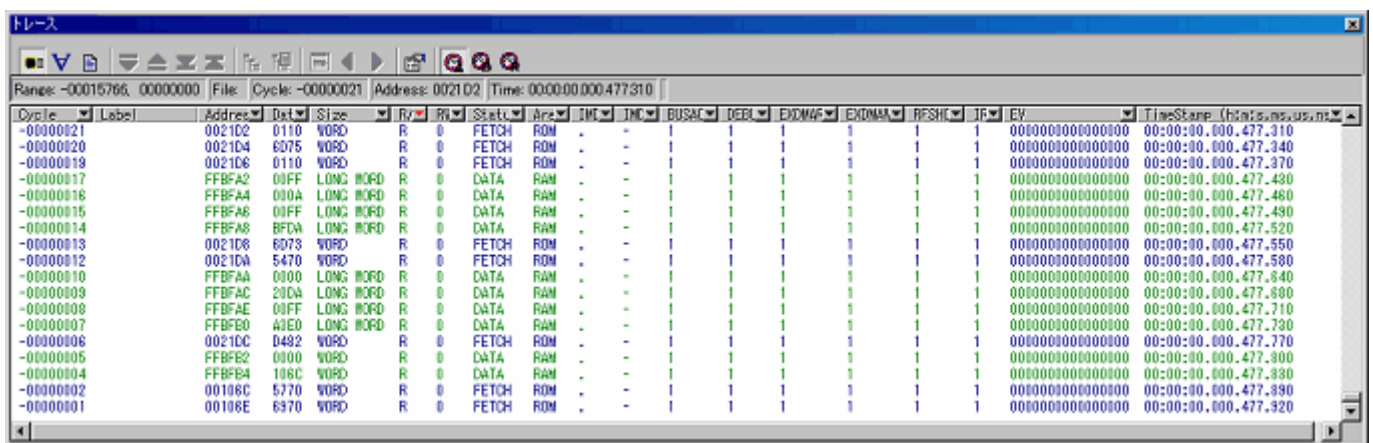 トレース
Range: -00015766, 00000000 File: Cycle: -00000021 Address: 0021D2 Time: 00:00:00.000.477.310
Cycle Label Addres Dat Size R/ RW Statu Are IMD IMD BUSAC DEBU EXDMAF EXDMAN RFSHC IF EV TimeStamp (h:m:s.ms.us.ns
-00000021 0021D2 0110 WORD R 0 FETCH ROM . - 1 1 1 1 1 1 0000000000000000 00:00:00.000.477.310
-00000020 0021D4 6D75 WORD R 0 FETCH ROM . - 1 1 1 1 1 1 0000000000000000 00:00:00.000.477.340
-00000019 0021D6 0110 WORD R 0 FETCH ROM . - 1 1 1 1 1 1 0000000000000000 00:00:00.000.477.370
-00000017 FFBFA2 00FF LONG WORD R 0 DATA RAM . - 1 1 1 1 1 1 0000000000000000 00:00:00.000.477.430
-00000016 FFBFA4 000A LONG WORD R 0 DATA RAM . - 1 1 1 1 1 1 0000000000000000 00:00:00.000.477.460
-00000015 FFBFA6 00FF LONG WORD R 0 DATA RAM . - 1 1 1 1 1 1 0000000000000000 00:00:00.000.477.490
-00000014 FFBFA8 BFDA LONG WORD R 0 DATA RAM . - 1 1 1 1 1 1 0000000000000000 00:00:00.000.477.520
-00000013 0021D8 6D73 WORD R 0 FETCH ROM . - 1 1 1 1 1 1 0000000000000000 00:00:00.000.477.550
-00000012 0021DA 5470 WORD R 0 FETCH ROM . - 1 1 1 1 1 1 0000000000000000 00:00:00.000.477.580
-00000010 FFBFAA 0000 LONG WORD R 0 DATA RAM . - 1 1 1 1 1 1 0000000000000000 00:00:00.000.477.640
-00000009 FFBFAC 20DA LONG WORD R 0 DATA RAM . - 1 1 1 1 1 1 0000000000000000 00:00:00.000.477.680
-00000008 FFBFAE 00FF LONG WORD R 0 DATA RAM . - 1 1 1 1 1 1 0000000000000000 00:00:00.000.477.710
-00000007 FFBFB0 A3E0 LONG WORD R 0 DATA RAM . - 1 1 1 1 1 1 0000000000000000 00:00:00.000.477.730
-00000006 0021DC D482 WORD R 0 FETCH ROM . - 1 1 1 1 1 1 0000000000000000 00:00:00.000.477.770
-00000005 FFBFB2 0000 WORD R 0 DATA RAM . - 1 1 1 1 1 1 0000000000000000 00:00:00.000.477.800
-00000004 FFBFB4 106C WORD R 0 DATA RAM . - 1 1 1 1 1 1 0000000000000000 00:00:00.000.477.830
-00000002 00106C 5770 WORD R 0 FETCH ROM . - 1 1 1 1 1 1 0000000000000000 00:00:00.000.477.890
-00000001 00106E 6970 WORD R 0 FETCH ROM . - 1 1 1 1 1 1 0000000000000000 00:00:00.000.477.920